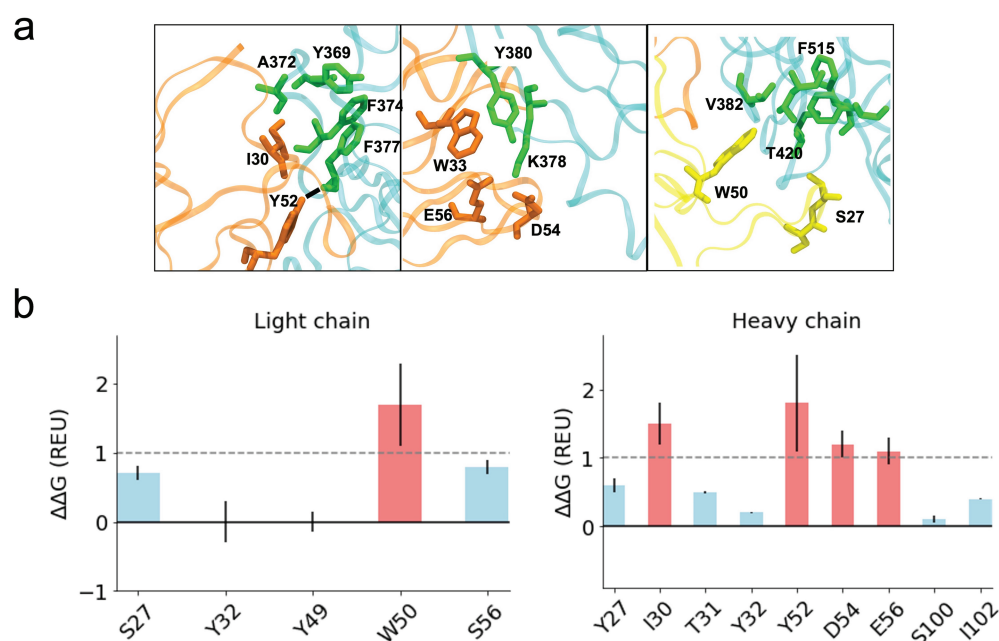 a
A372 Y369 F374 F377 I30 Y52
Y380 W33 K378 E56 D54
F515 V382 T420 W50 S27
b
Light chain
ΔΔG (REU)
2
1
0
−1
S27 Y32 Y49 W50 S56
Heavy chain
ΔΔG (REU)
2
1
0
Y27 I30 T31 Y32 Y52 D54 E56 S100 I102